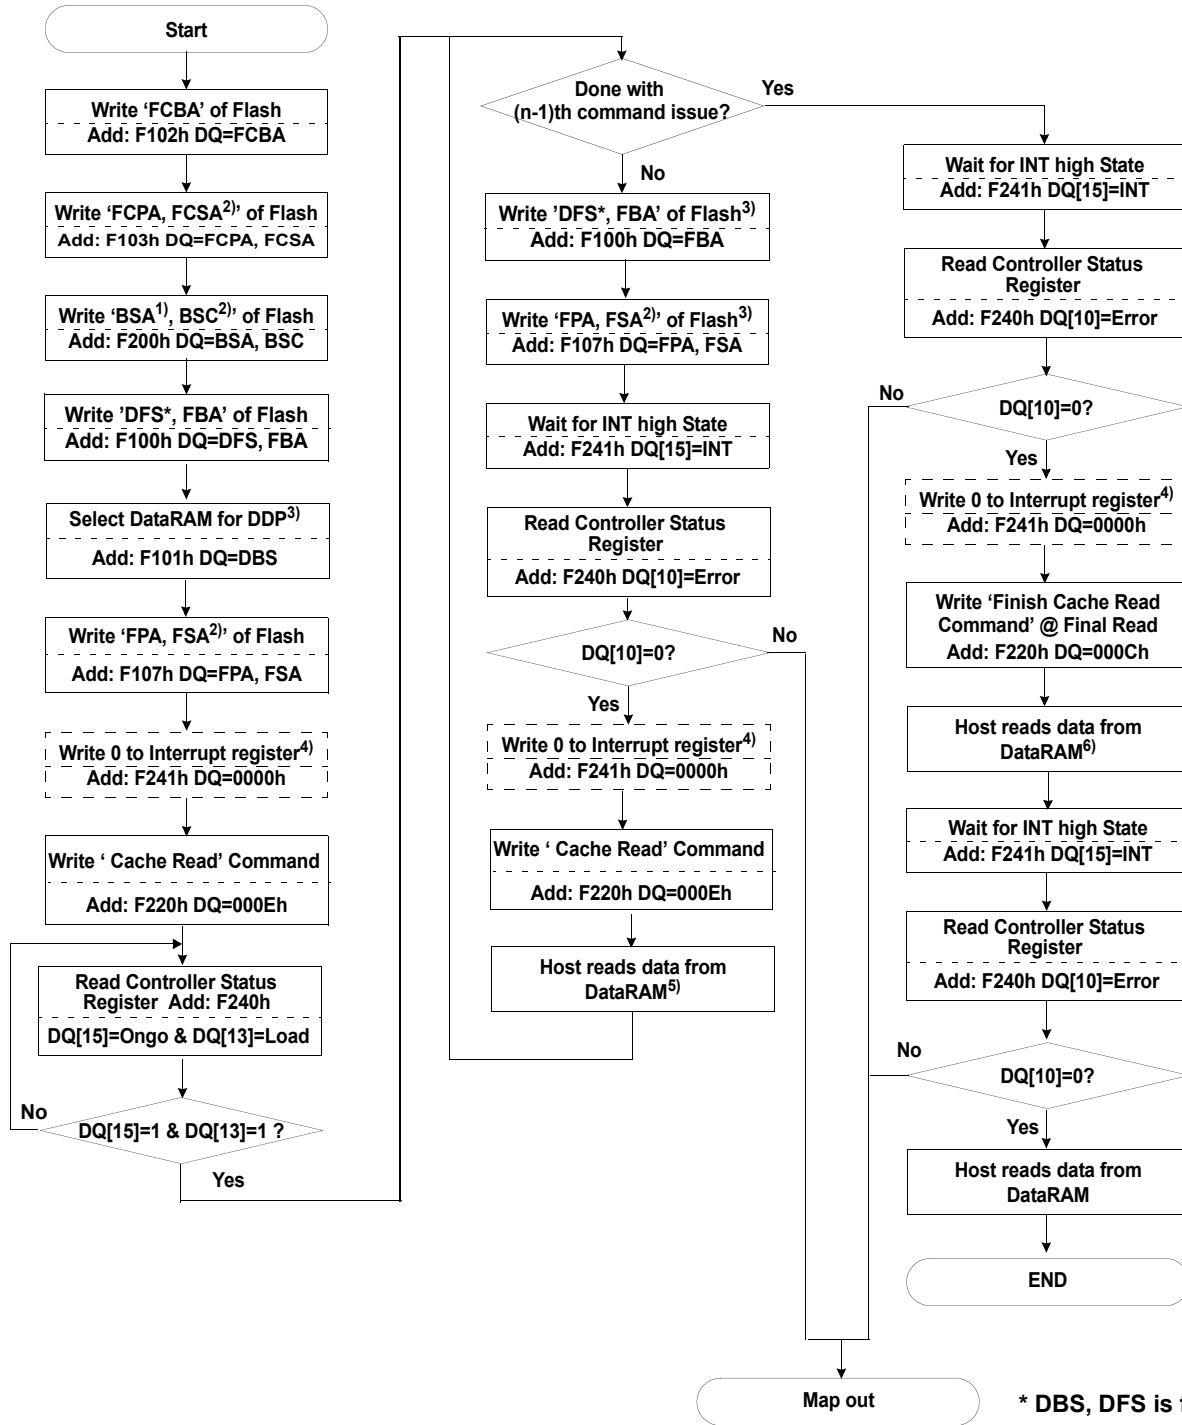 Start
Write ‘FCBA’ of Flash
Add: F102h DQ=FCBA
Write ‘FCPA, FCSA2)’ of Flash
Add: F103h DQ=FCPA, FCSA
Write ‘BSA1), BSC2)’ of Flash
Add: F200h DQ=BSA, BSC
Write ’DFS*, FBA’ of Flash
Add: F100h DQ=DFS, FBA
Select DataRAM for DDP3)
Add: F101h DQ=DBS
Write ‘FPA, FSA2)’ of Flash
Add: F107h DQ=FPA, FSA
Write 0 to Interrupt register4)
Add: F241h DQ=0000h
Write ‘ Cache Read’ Command
Add: F220h DQ=000Eh
Read Controller Status
Register Add: F240h
DQ[15]=Ongo & DQ[13]=Load
No
DQ[15]=1 & DQ[13]=1 ?
Yes
Done with
(n-1)th command issue?
Yes
No
Write ’DFS*, FBA’ of Flash3)
Add: F100h DQ=FBA
Write ‘FPA, FSA2)’ of Flash3)
Add: F107h DQ=FPA, FSA
Wait for INT high State
Add: F241h DQ[15]=INT
Read Controller Status
Register
Add: F240h DQ[10]=Error
No
DQ[10]=0?
Yes
Write 0 to Interrupt register4)
Add: F241h DQ=0000h
Write ‘ Cache Read’ Command
Add: F220h DQ=000Eh
Host reads data from
DataRAM5)
Wait for INT high State
Add: F241h DQ[15]=INT
Read Controller Status
Register
Add: F240h DQ[10]=Error
No
DQ[10]=0?
Yes
Write 0 to Interrupt register4)
Add: F241h DQ=0000h
Write ‘Finish Cache Read
Command’ @ Final Read
Add: F220h DQ=000Ch
Host reads data from
DataRAM6)
Wait for INT high State
Add: F241h DQ[15]=INT
Read Controller Status
Register
Add: F240h DQ[10]=Error
No
DQ[10]=0?
Yes
Host reads data from
DataRAM
END
Map out
* DBS, DFS is